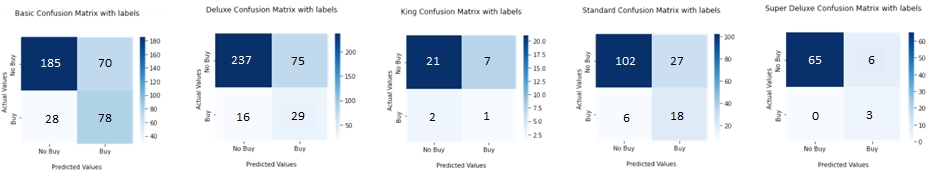 Basic Confusion Matrix with labels
No Buy
Buy
Actual Values
185 70
28 78
No Buy Buy
Predicted Values
180
160
140
120
100
80
60
40
Deluxe Confusion Matrix with labels
No Buy
Buy
Actual Values
237 75
16 29
No Buy Buy
Predicted Values
200
150
100
50
King Confusion Matrix with labels
No Buy
Buy
Actual Values
21 7
2 1
No Buy Buy
Predicted Values
20.0
17.5
15.0
12.5
10.0
7.5
5.0
2.5
Standard Confusion Matrix with labels
No Buy
Buy
Actual Values
102 27
6 18
No Buy Buy
Predicted Values
100
80
60
40
20
Super Deluxe Confusion Matrix with labels
No Buy
Buy
Actual Values
65 6
0 3
No Buy Buy
Predicted Values
60
50
40
30
20
10
0